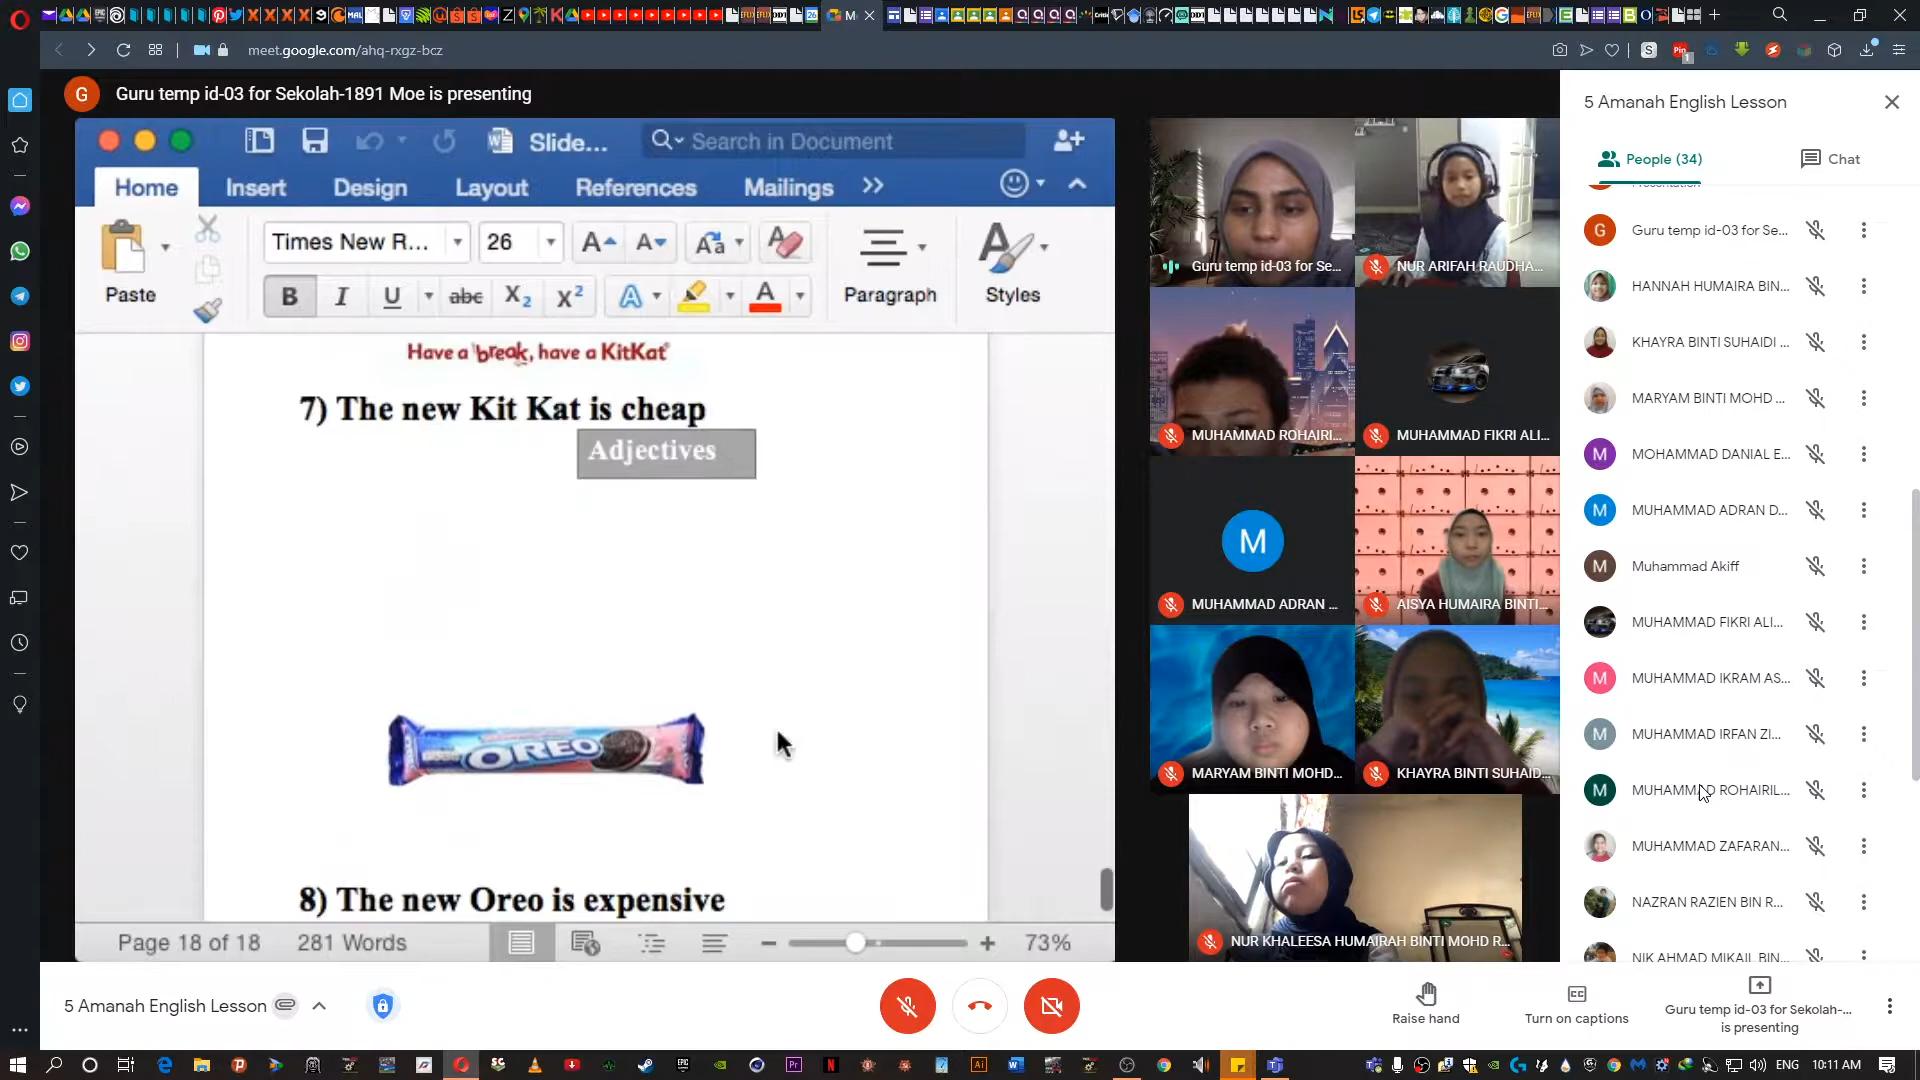 meet.google.com/ahq-rxgz-bcz
G
Guru temp id-03 for Sekolah-1891 Moe is presenting
Slide...
Search in Document
Home
Insert
Design
Layout
References
Mailings
Paste
Times New R...
26
Paragraph
Styles
Have a break, have a KitKat
7) The new Kit Kat is cheap
Adjectives
OREO
8) The new Oreo is expensive
Page 18 of 18
281 Words
73%
Guru temp id-03 for Se...
NUR ARIFAH RAUDHA...
MUHAMMAD ROHAIRI...
MUHAMMAD FIKRI ALI...
M
MUHAMMAD ADRAN ...
AISYA HUMAIRA BINTI...
MARYAM BINTI MOHD...
KHAYRA BINTI SUHAID...
NUR KHALEESA HUMAIRAH BINTI MOHD R...
5 Amanah English Lesson
People (34)
Chat
Presentation
G
Guru temp id-03 for Se...
HANNAH HUMAIRA BIN...
KHAYRA BINTI SUHAIDI ...
MARYAM BINTI MOHD ...
M
MOHAMMAD DANIAL E...
M
MUHAMMAD ADRAN D...
M
Muhammad Akiff
MUHAMMAD FIKRI ALI...
M
MUHAMMAD IKRAM AS...
M
MUHAMMAD IRFAN ZI...
M
MUHAMMAD ROHAIRIL...
MUHAMMAD ZAFARAN...
NAZRAN RAZIEN BIN R...
NIK AHMAD MIKAIL BIN...
5 Amanah English Lesson
Raise hand
Turn on captions
Guru temp id-03 for Sekolah-...
is presenting
ENG
10:11 AM